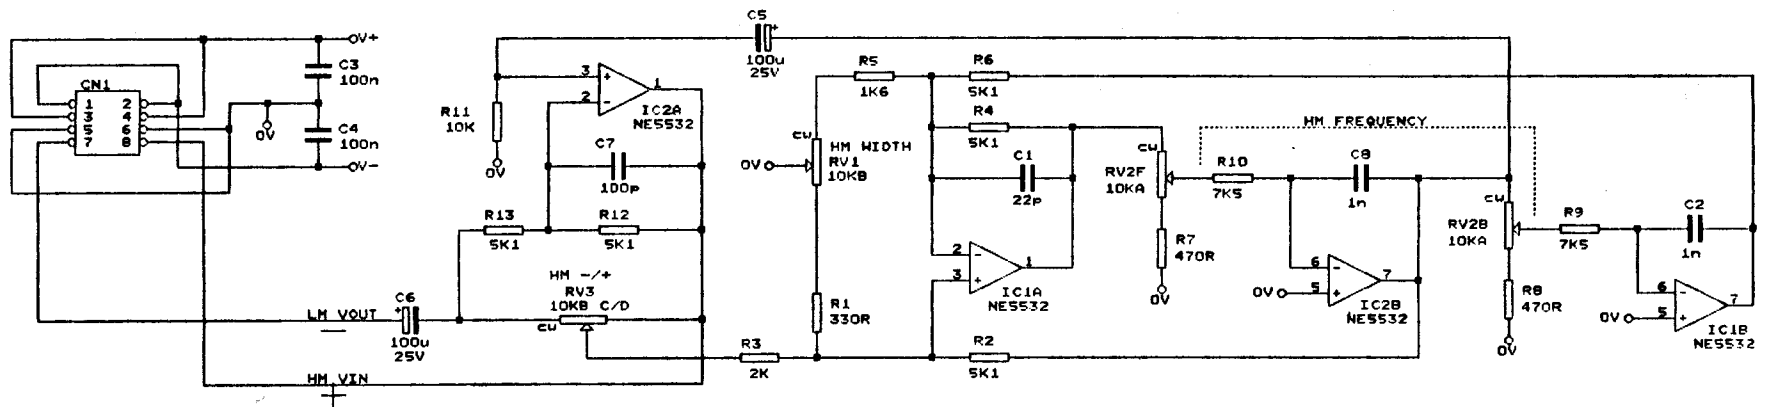 C5
+
100u
25V
V+
C3
100n
CN1
1 2
3 4
5 6
7 8
0V
C4
100n
V-
R11
10K
0V
3 +
2 -
1
IC2A
NE5532
C7
100p
R13
5K1
R12
5K1
HM -/+
RV3
10KB C/D
cw
LM VOUT
C6
+
100u
25V
HM VIN
R5
1K6
cw
HM WIDTH
RV1
10KB
0V
R1
330R
R3
2K
R6
5K1
R4
5K1
C1
22p
2 -
3 +
1
IC1A
NE5532
R2
5K1
HM FREQUENCY
cw
RV2F
10KA
R7
470R
0V
R10
7K5
C8
1n
6 -
5 +
7
0V
IC2B
NE5532
cw
RV2B
10KA
R8
470R
0V
R9
7K5
C2
1n
6 -
5 +
7
0V
IC1B
NE5532